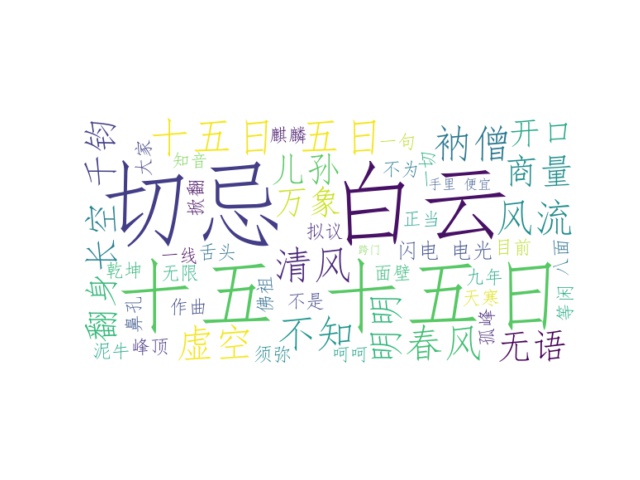 千钧
大家
十五日
五日
麒麟
一句
一切
衲僧
开口
知音
儿孙
不为
商量
切忌
掀翻
万象
白云
手里
便宜
拟议
正当
风流
长空
一线
舌头
清风
闪电
电光
目前
八面
跨门
乾坤
无限
十五
佛祖
面壁
十五日
九年
翻身
鼻孔
作曲
不是
明明
天寒
等闲
泥牛
峰顶
虚空
须弥
不知
呵呵
春风
孤峰
无语